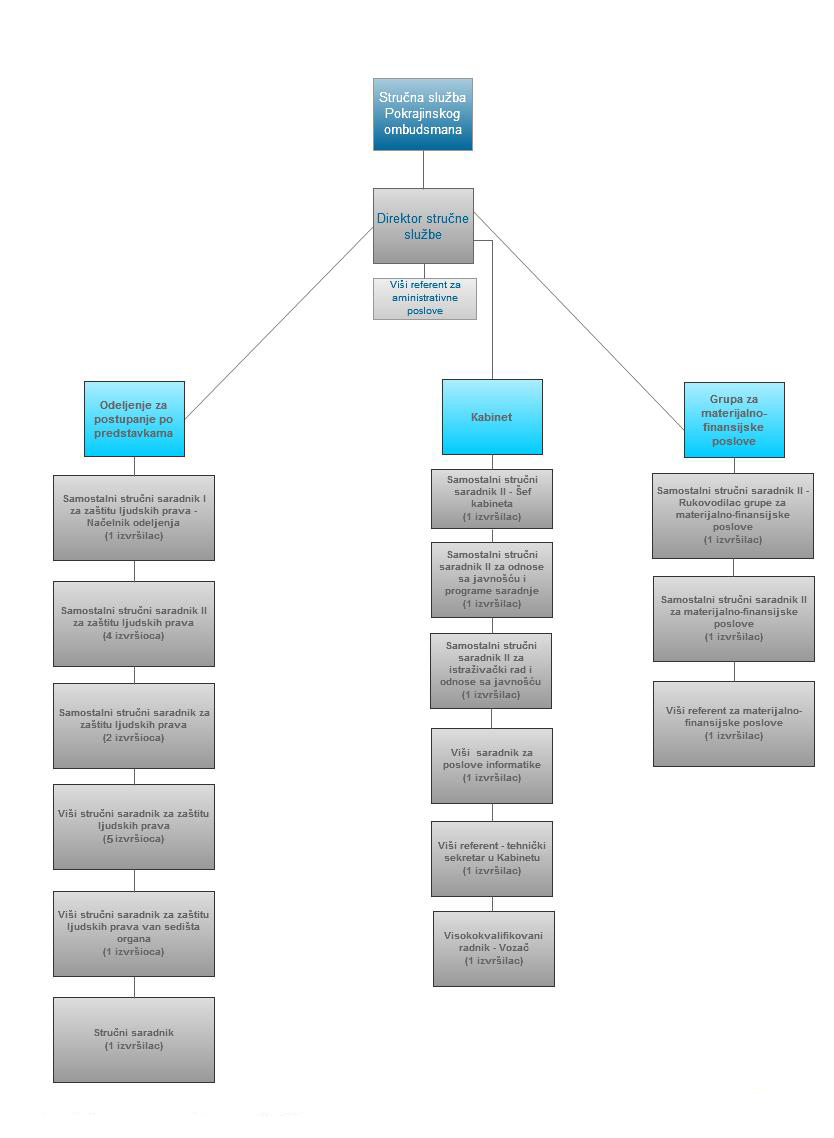 Stručna služba
Pokrajinskog
ombudsmana
Direktor stručne
službe
Viši referent za
aministrativne
poslove
Odeljenje za
postupanje po
predstavkama
Samostalni stručni saradnik I
za zaštitu ljudskih prava -
Načelnik odeljenja
(1 izvršilac)
Samostalni stručni saradnik II
za zaštitu ljudskih prava
(4 izvršioca)
Samostalni stručni saradnik za
zaštitu ljudskih prava
(2 izvršioca)
Viši stručni saradnik za zaštitu
ljudskih prava
(5 izvršioca)
Viši stručni saradnik za zaštitu
ljudskih prava van sedišta
organa
(1 izvršioca)
Stručni saradnik
(1 izvršilac)
Kabinet
Samostalni stručni
saradnik II - Šef
kabineta
(1 izvršilac)
Samostalni stručni
saradnik II za odnose
sa javnošću i
programe saradnje
(1 izvršilac)
Samostalni stručni
saradnik II za
istraživački rad i
odnose sa javnošću
(1 izvršilac)
Viši saradnik za
poslove informatike
(1 izvršilac)
Viši referent - tehnički
sekretar u Kabinetu
(1 izvršilac)
Visokokvalifikovani
radnik - Vozač
(1 izvršilac)
Grupa za
materijalno-
finansijske
poslove
Samostalni stručni saradnik II -
Rukovodilac grupe za
materijalno-finansijske
poslove
(1 izvršilac)
Samostalni stručni saradnik II
za materijalno-finansijske
poslove
(1 izvršilac)
Viši referent za materijalno-
finansijske poslove
(1 izvršilac)